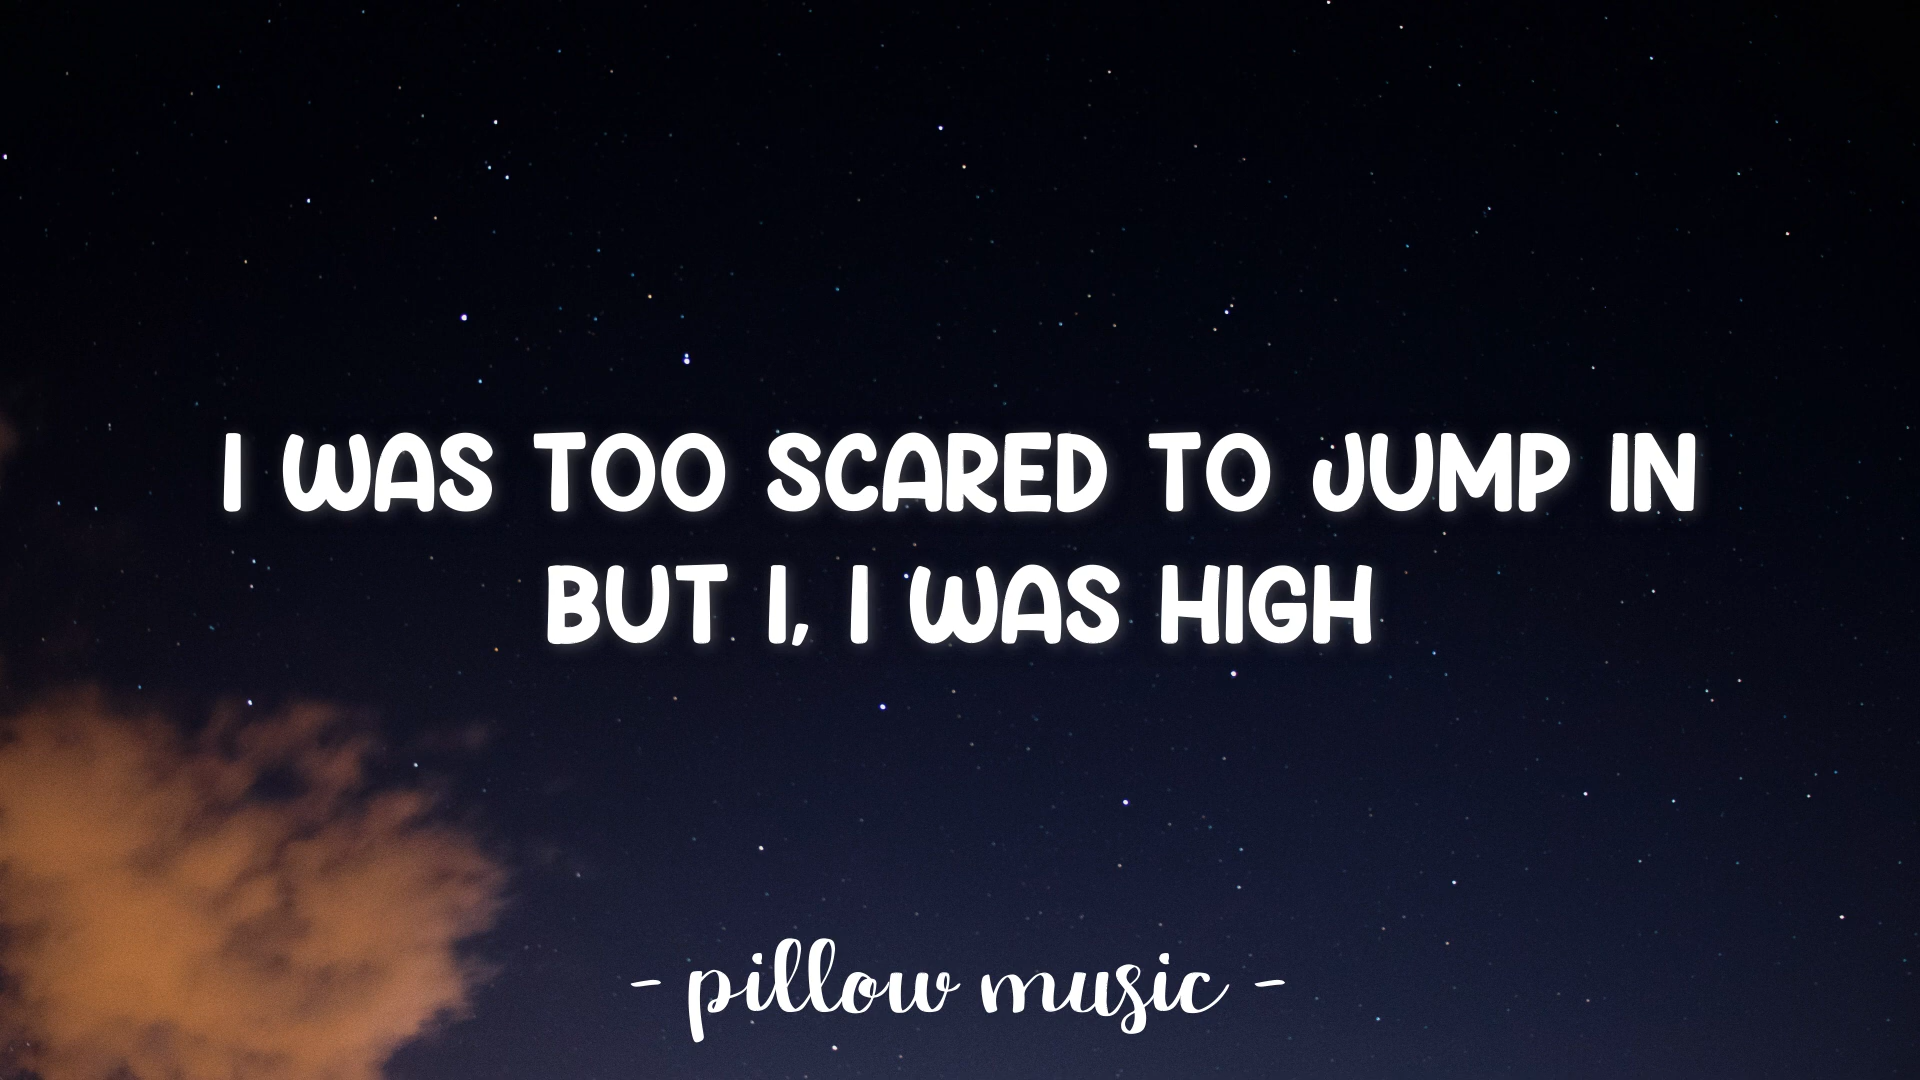 I WAS TOO SCARED TO JUMP IN
BUT I, I WAS HIGH
- pillow music -